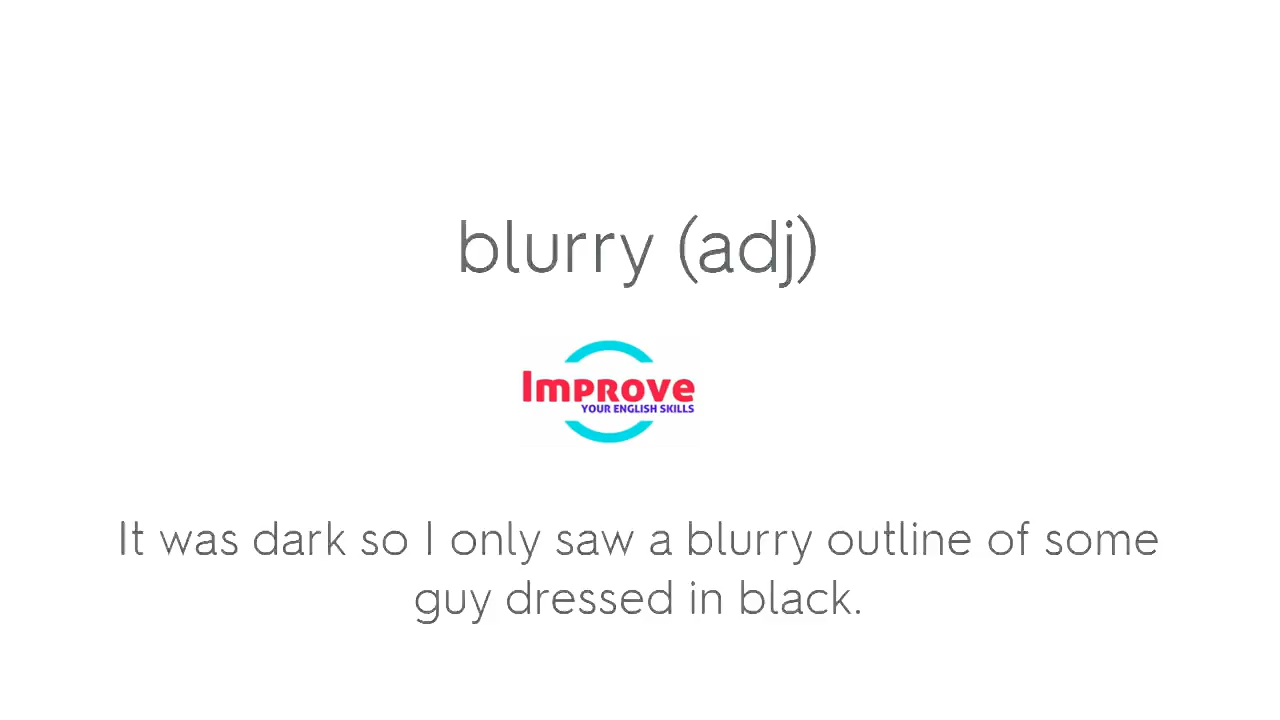 blurry (adj)
Improve
YOUR ENGLISH SKILLS
It was dark so I only saw a blurry outline of some
guy dressed in black.